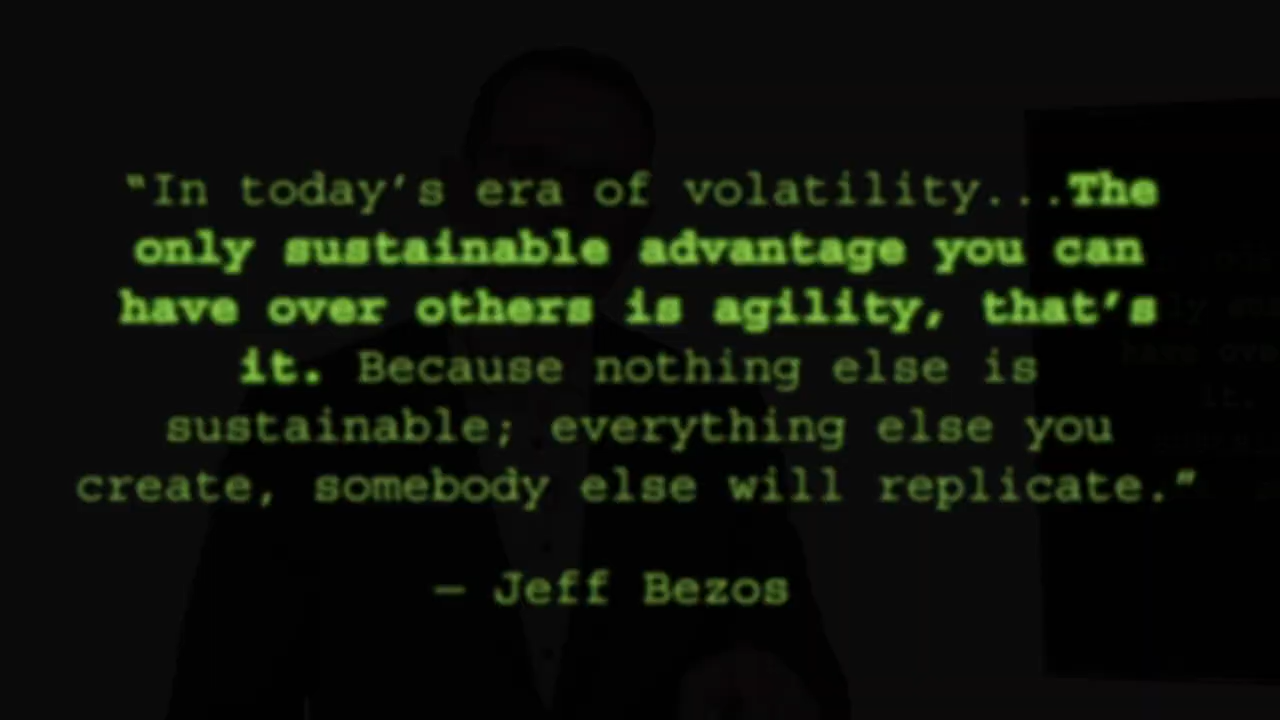 “In today’s era of volatility...The
only sustainable advantage you can
have over others is agility, that’s
it. Because nothing else is
sustainable; everything else you
create, somebody else will replicate.”
– Jeff Bezos